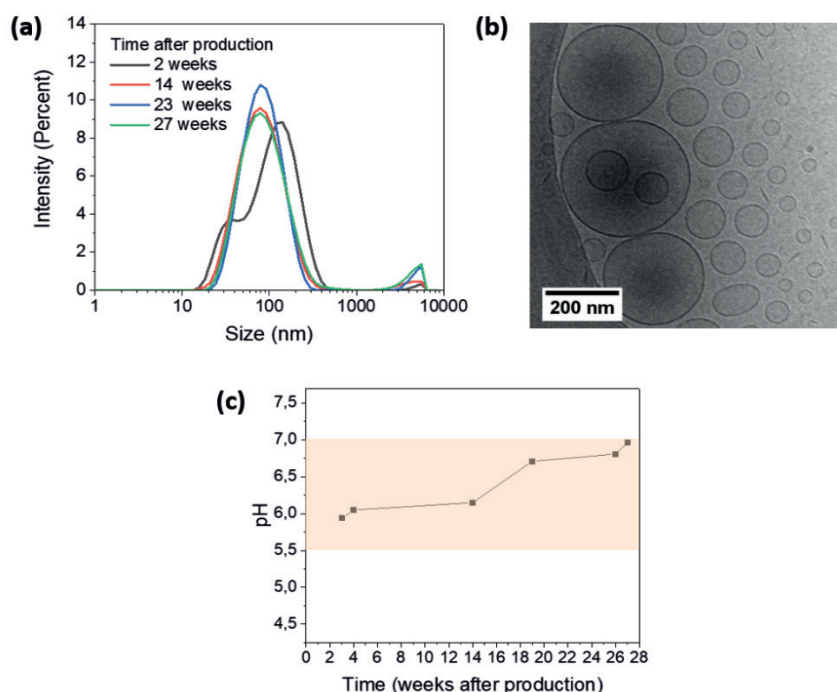 (a)
14
12
10
8
6
4
2
0
Intensity (Percent)
Time after production
2 weeks
14 weeks
23 weeks
27 weeks
1
10
100
1000
10000
Size (nm)
(b)
200 nm
(c)
7,5
7,0
6,5
6,0
5,5
5,0
4,5
pH
0 2 4 6 8 10 12 14 16 18 20 22 24 26 28
Time (weeks after production)